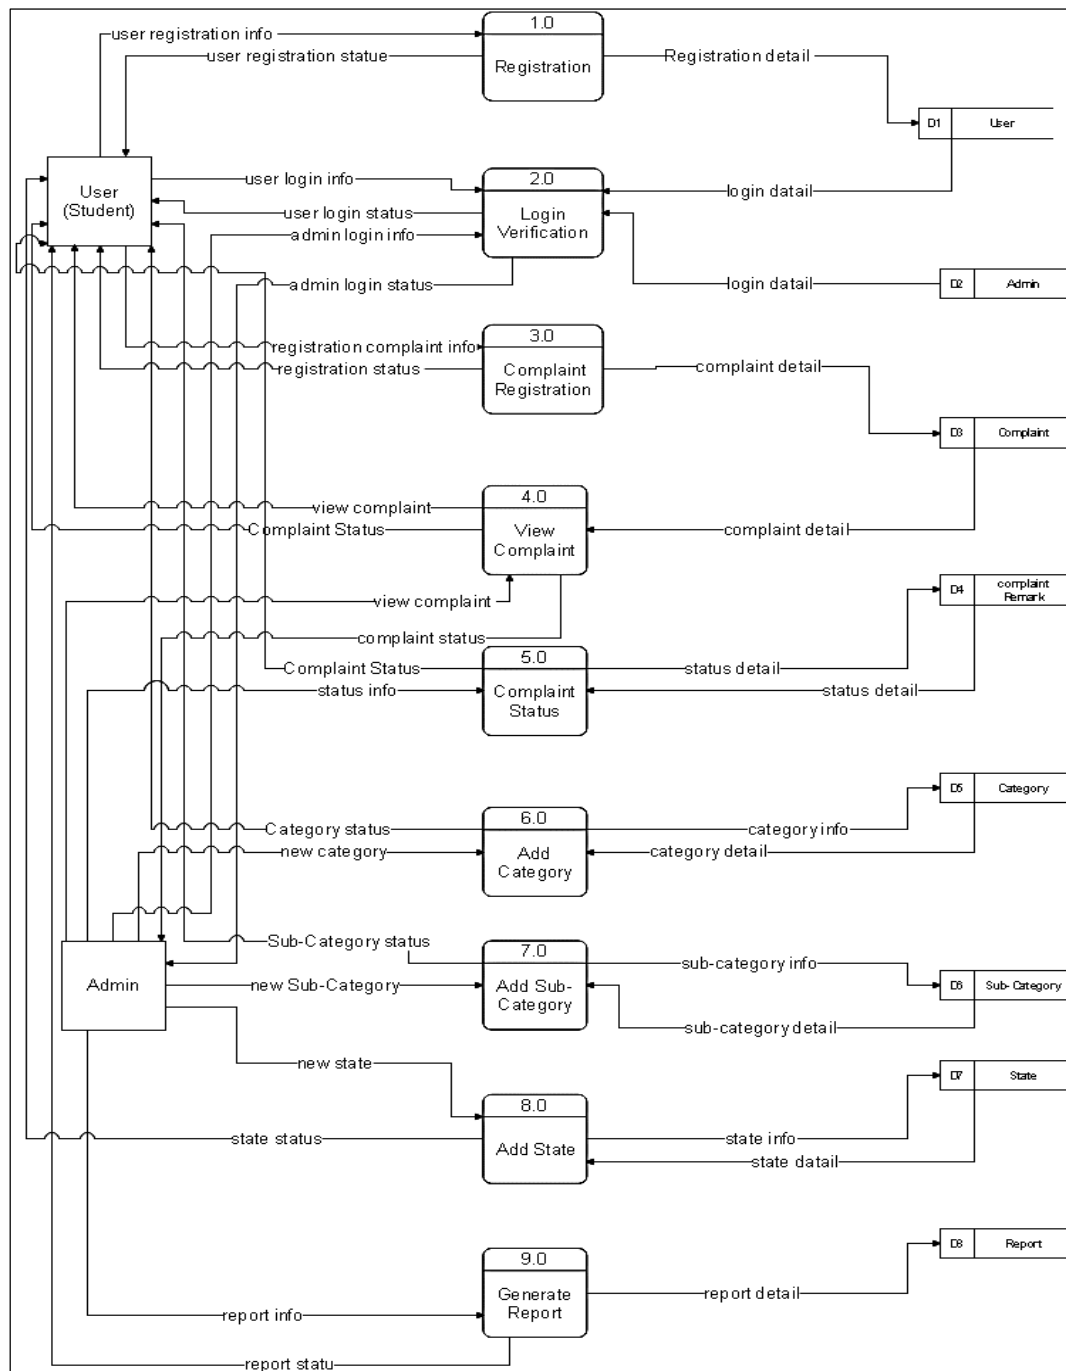 user registration info
1.0
user registration statue
Registration
Registration detail
D1
User
User
(Student)
user login info
2.0
login datail
user login status
Login
Verification
admin login info
admin login status
login datail
D2
Admin
registration complaint info
3.0
registration status
Complaint
Registration
complaint detail
D3
Complaint
view complaint
4.0
Complaint Status
View
Complaint
complaint detail
view complaint
D4
complaint
Remark
complaint status
Complaint Status
5.0
status detail
status info
Complaint
Status
status detail
D5
Category
Category status
6.0
category info
new category
Add
Category
category detail
Sub-Category status
7.0
sub-category info
Admin
new Sub-Category
Add Sub-
Category
D6
Sub- Category
sub-category detail
new state
D7
State
8.0
state status
Add State
state info
state datail
D8
Report
9.0
Generate
Report
report detail
report info
report statu